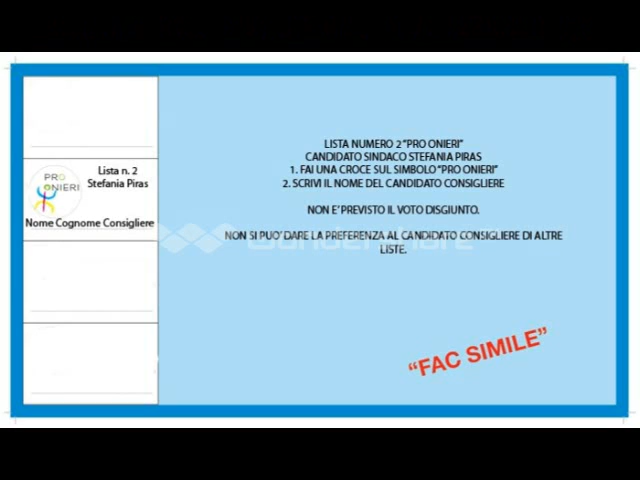 PRO
ONIERI
Lista n. 2
Stefania Piras
Nome Cognome Consigliere
LISTA NUMERO 2 “PRO ONIERI”
CANDIDATO SINDACO STEFANIA PIRAS
1. FAI UNA CROCE SUL SIMBOLO “PRO ONIERI”
2. SCRIVI IL NOME DEL CANDIDATO CONSIGLIERE
NON E’ PREVISTO IL VOTO DISGIUNTO.
NON SI PUO’ DARE LA PREFERENZA AL CANDIDATO CONSIGLIERE DI ALTRE
LISTE.
Wondershare
“FAC SIMILE”